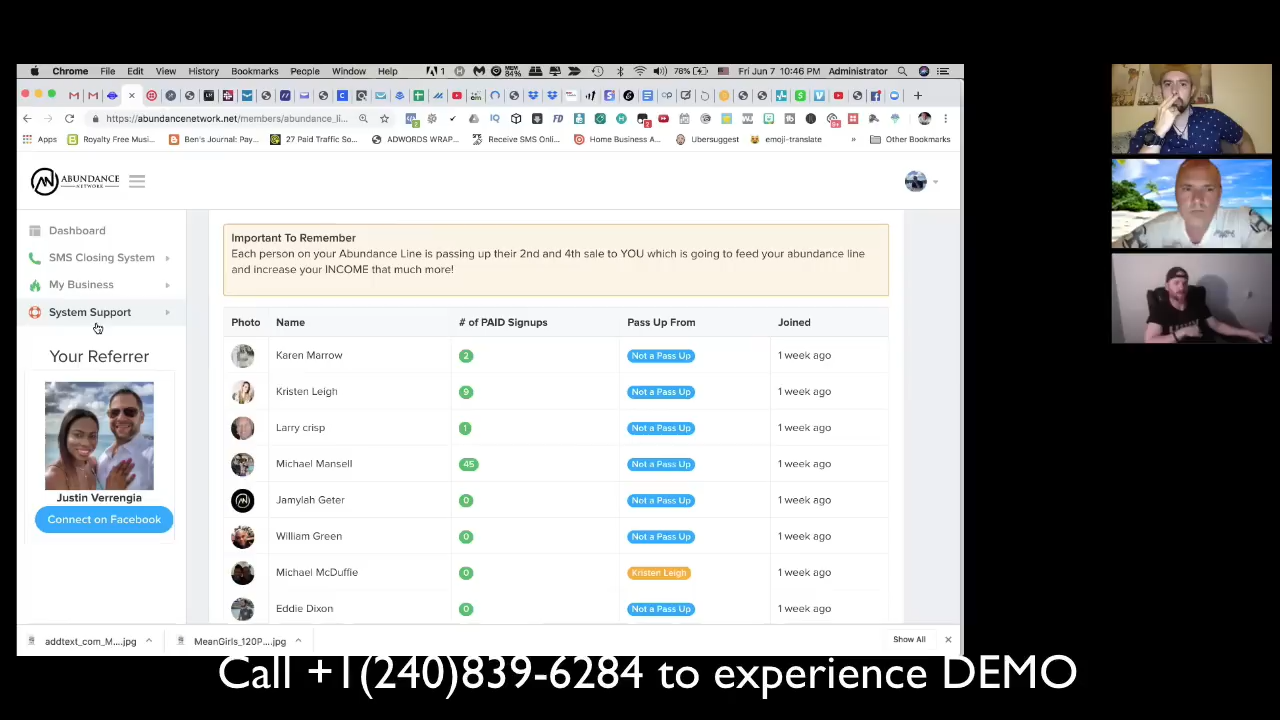 Chrome File Edit View History Bookmarks People Window Help
1 MEM 84% 78% Fri Jun 7 10:46 PM Administrator
https://abundancenetwork.net/members/abundance_li...
Apps Royalty Free Musi... Ben's Journal: Pay... 27 Paid Traffic So... ADWORDS WRAP... Receive SMS Onli... Home Business A... Ubersuggest emoji-translate » Other Bookmarks
ABUNDANCE
NETWORK
Dashboard
SMS Closing System
My Business
System Support
Your Referrer
Justin Verrengia
Connect on Facebook
Important To Remember
Each person on your Abundance Line is passing up their 2nd and 4th sale to YOU which is going to feed your abundance line
and increase your INCOME that much more!
Photo Name # of PAID Signups Pass Up From Joined
Karen Marrow 2 Not a Pass Up 1 week ago
Kristen Leigh 9 Not a Pass Up 1 week ago
Larry crisp 1 Not a Pass Up 1 week ago
Michael Mansell 45 Not a Pass Up 1 week ago
Jamylah Geter 0 Not a Pass Up 1 week ago
William Green 0 Not a Pass Up 1 week ago
Michael McDuffie 0 Kristen Leigh 1 week ago
Eddie Dixon 0 Not a Pass Up 1 week ago
addtext_com_M....jpg MeanGirls_120P....jpg Show All
Call +1(240)839-6284 to experience DEMO